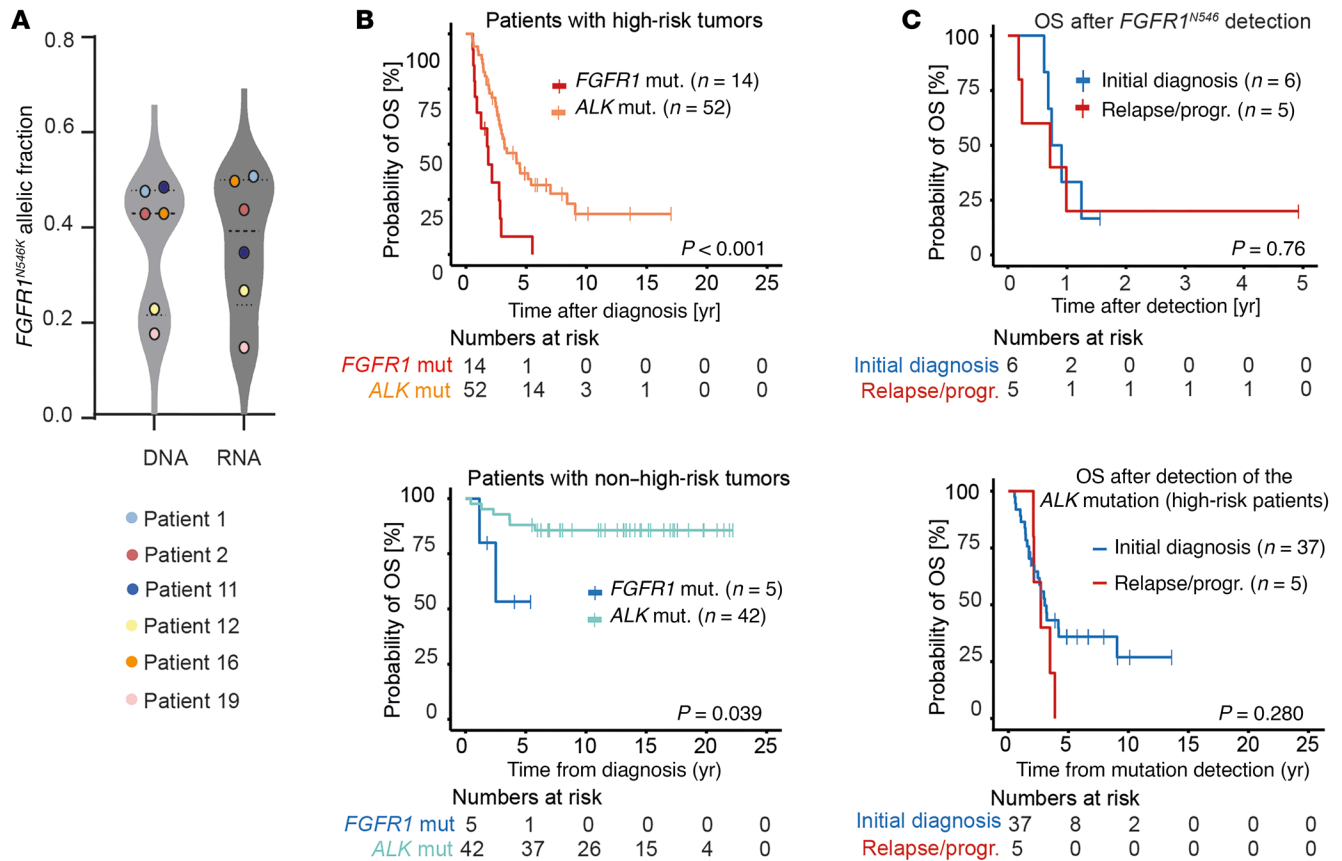 A
0.8
0.6
0.4
0.2
0.0
FGFR1N546K allelic fraction
DNA RNA
Patient 1
Patient 2
Patient 11
Patient 12
Patient 16
Patient 19
B
Patients with high-risk tumors
100
75
50
25
0
Probability of OS [%]
FGFR1 mut. (n = 14)
ALK mut. (n = 52)
P < 0.001
0 5 10 15 20 25
Time after diagnosis [yr]
Numbers at risk
FGFR1 mut 14 1 0 0 0 0
ALK mut 52 14 3 1 0 0
Patients with non–high-risk tumors
100
75
50
25
0
Probability of OS [%]
FGFR1 mut. (n = 5)
ALK mut. (n = 42)
P = 0.039
0 5 10 15 20 25
Time from diagnosis (yr)
Numbers at risk
FGFR1 mut 5 1 0 0 0 0
ALK mut 42 37 26 15 4 0
C
OS after FGFR1N546 detection
100
75
50
25
0
Probability of OS [%]
Initial diagnosis (n = 6)
Relapse/progr. (n = 5)
P = 0.76
0 1 2 3 4 5
Time after detection [yr]
Numbers at risk
Initial diagnosis 6 2 0 0 0 0
Relapse/progr. 5 1 1 1 1 0
OS after detection of the
ALK mutation (high-risk patients)
100
75
50
25
0
Probability of OS [%]
Initial diagnosis (n = 37)
Relapse/progr. (n = 5)
P = 0.280
0 5 10 15 20 25
Time from mutation detection (yr)
Numbers at risk
Initial diagnosis 37 8 2 0 0 0
Relapse/progr. 5 0 0 0 0 0